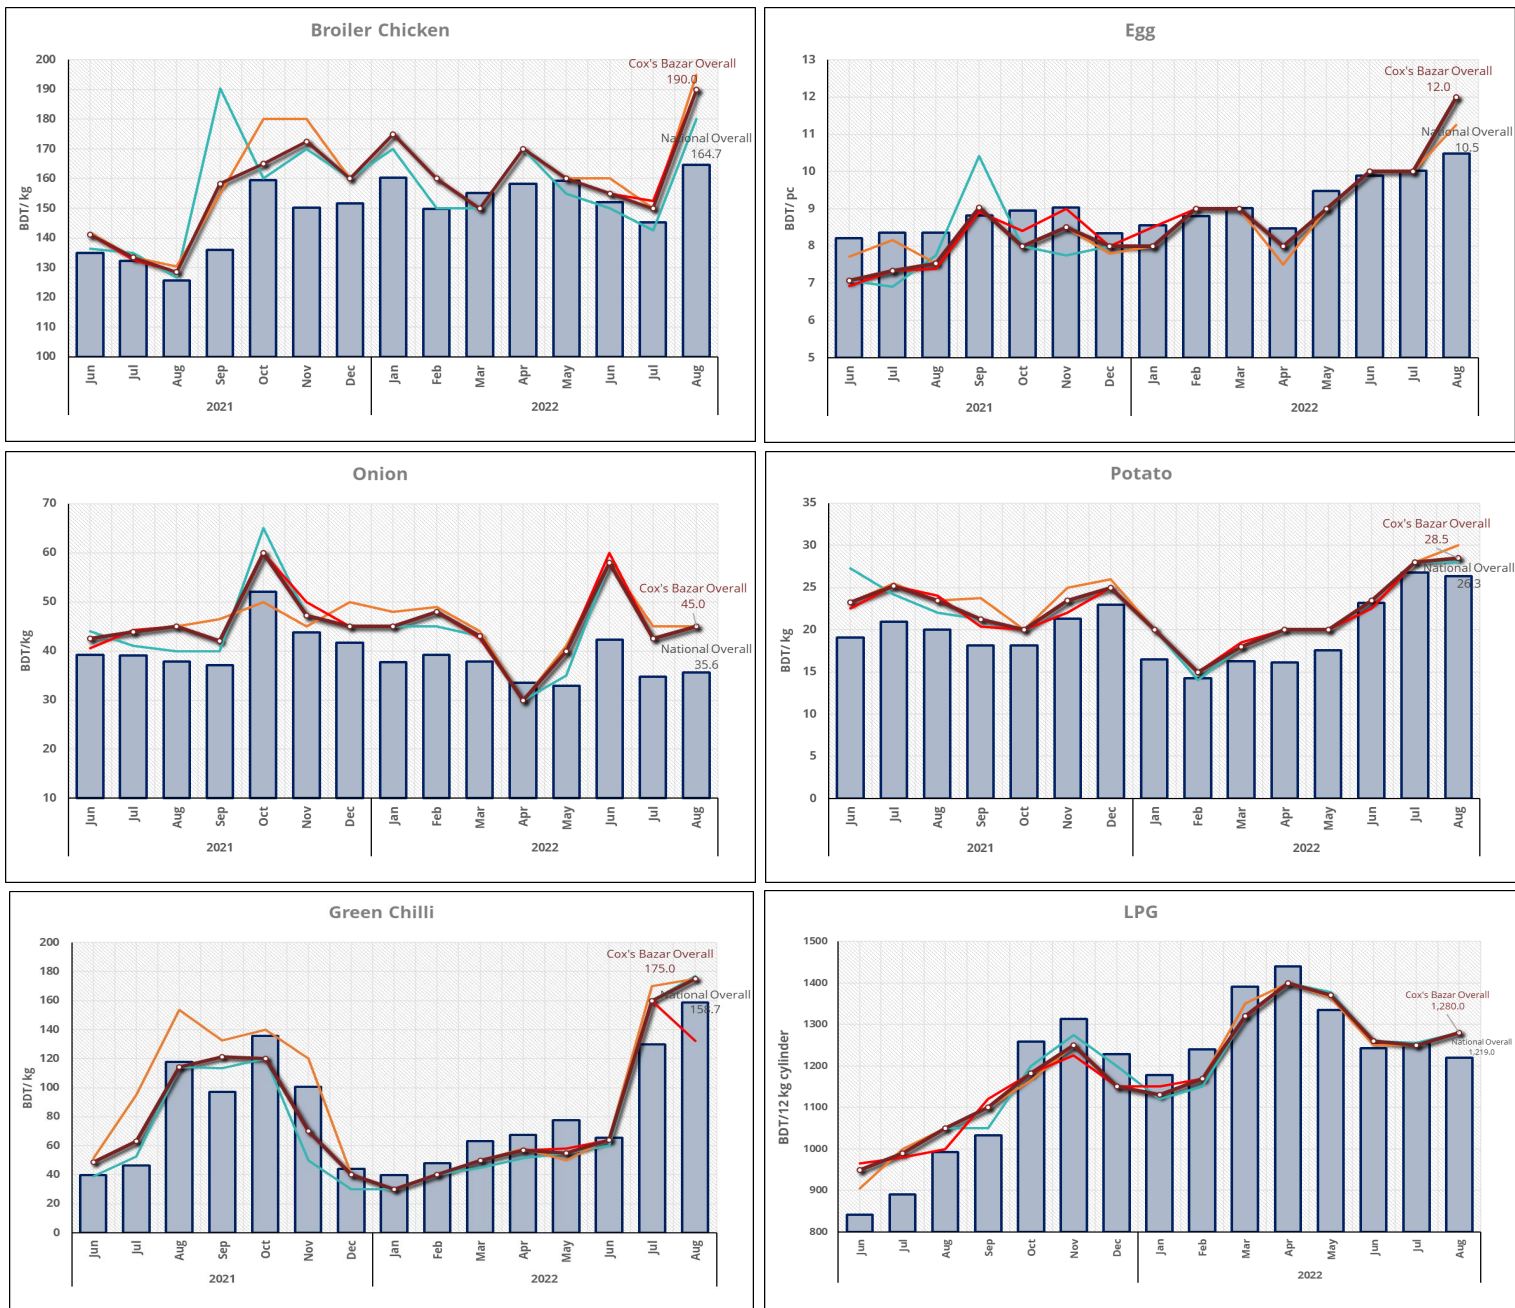 Broiler Chicken
200
190
180
170
160
150
140
130
120
110
100
BDT/ kg
Cox's Bazar Overall
190.0
National Overall
164.7
Jun Jul Aug Sep Oct Nov Dec Jan Feb Mar Apr May Jun Jul Aug
2021 2022
Egg
13
12
11
10
9
8
7
6
5
BDT/ pc
Cox's Bazar Overall
12.0
National Overall
10.5
Jun Jul Aug Sep Oct Nov Dec Jan Feb Mar Apr May Jun Jul Aug
2021 2022
Onion
70
60
50
40
30
20
10
BDT/kg
Cox's Bazar Overall
45.0
National Overall
35.6
Jun Jul Aug Sep Oct Nov Dec Jan Feb Mar Apr May Jun Jul Aug
2021 2022
Potato
35
30
25
20
15
10
5
0
BDT/ kg
Cox's Bazar Overall
28.5
National Overall
26.3
Jun Jul Aug Sep Oct Nov Dec Jan Feb Mar Apr May Jun Jul Aug
2021 2022
Green Chilli
200
180
160
140
120
100
80
60
40
20
0
BDT/ kg
Cox's Bazar Overall
175.0
National Overall
158.7
Jun Jul Aug Sep Oct Nov Dec Jan Feb Mar Apr May Jun Jul Aug
2021 2022
LPG
1500
1400
1300
1200
1100
1000
900
800
BDT/12 kg cylinder
Cox's Bazar Overall
1,280.0
National Overall
1,219.0
Jun Jul Aug Sep Oct Nov Dec Jan Feb Mar Apr May Jun Jul Aug
2022